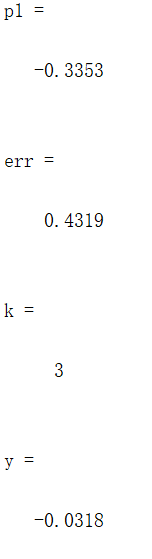 p1 =
-0.3353
err =
0.4319
k =
3
y =
-0.0318